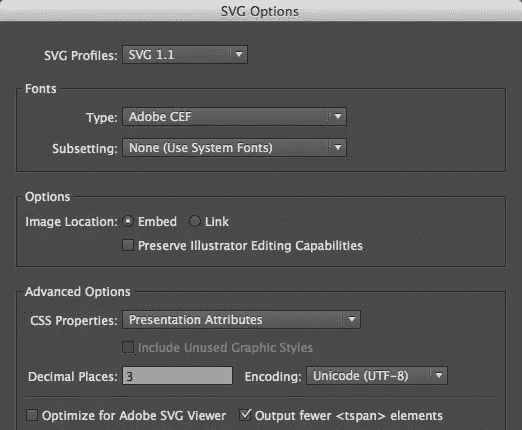 SVG Options
SVG Profiles: SVG 1.1
Fonts
Type: Adobe CEF
Subsetting: None (Use System Fonts)
Options
Image Location: Embed Link
Preserve Illustrator Editing Capabilities
Advanced Options
CSS Properties: Presentation Attributes
Include Unused Graphic Styles
Decimal Places: 3 Encoding: Unicode (UTF-8)
Optimize for Adobe SVG Viewer Output fewer <tspan> elements